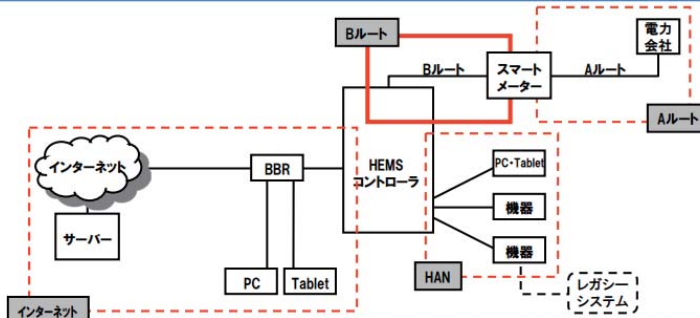 Bルート
電力
会社
Bルート
スマート
メーター
Aルート
Aルート
インターネット
BBR
HEMS
コントローラ
PC・Tablet
機器
サーバー
機器
PC
Tablet
HAN
レガシー
システム
インターネット